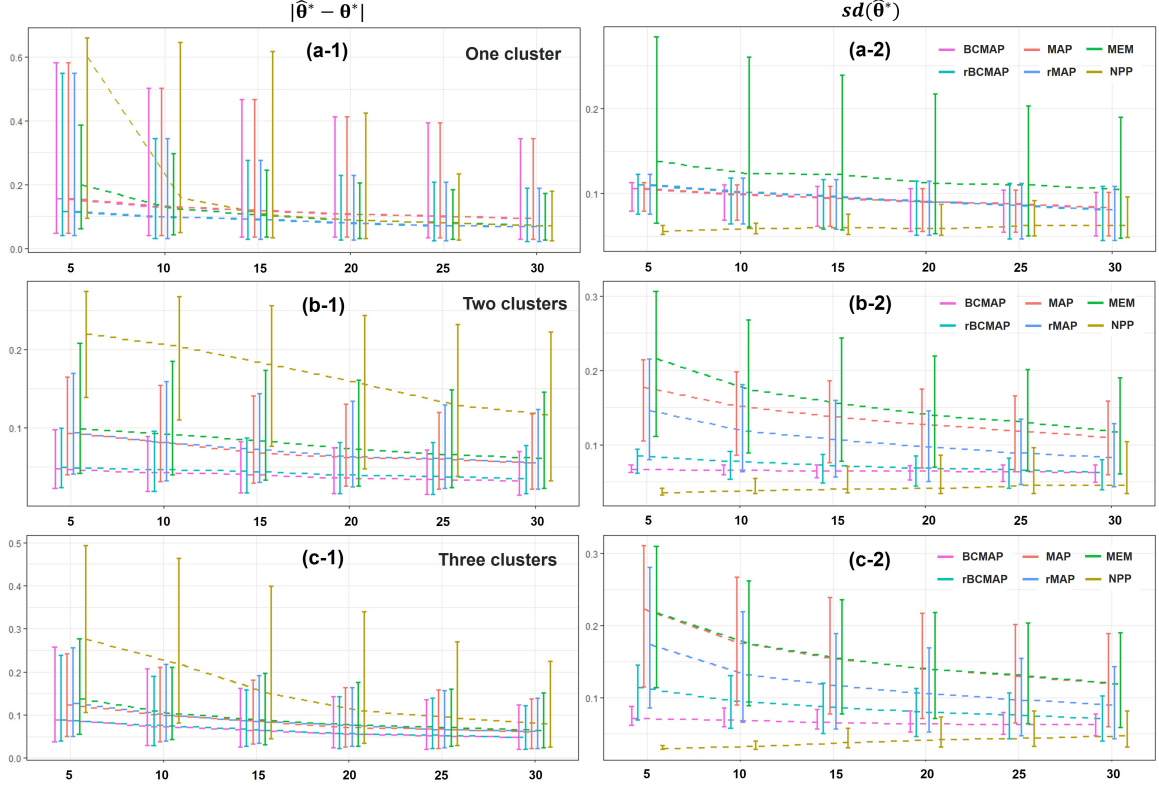 |θ̂* − θ*|
sd(θ̂*)
(a-1)
One cluster
0.6
0.4
0.2
0.0
5 10 15 20 25 30
(a-2)
BCMAP MAP MEM
rBCMAP rMAP NPP
0.2
0.1
5 10 15 20 25 30
(b-1)
Two clusters
0.2
0.1
5 10 15 20 25 30
(b-2)
BCMAP MAP MEM
rBCMAP rMAP NPP
0.3
0.2
0.1
5 10 15 20 25 30
(c-1)
Three clusters
0.5
0.4
0.3
0.2
0.1
0.0
5 10 15 20 25 30
(c-2)
BCMAP MAP MEM
rBCMAP rMAP NPP
0.3
0.2
0.1
5 10 15 20 25 30